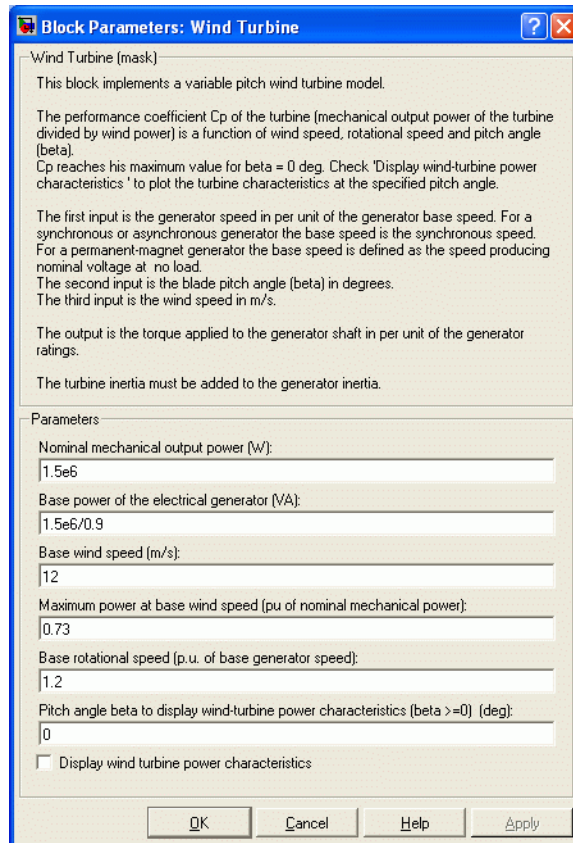 Block Parameters: Wind Turbine
Wind Turbine (mask)
This block implements a variable pitch wind turbine model.
The performance coefficient Cp of the turbine (mechanical output power of the turbine
divided by wind power) is a function of wind speed, rotational speed and pitch angle
(beta).
Cp reaches his maximum value for beta = 0 deg. Check 'Display wind-turbine power
characteristics ' to plot the turbine characteristics at the specified pitch angle.
The first input is the generator speed in per unit of the generator base speed. For a
synchronous or asynchronous generator the base speed is the synchronous speed.
For a permanent-magnet generator the base speed is defined as the speed producing
nominal voltage at no load.
The second input is the blade pitch angle (beta) in degrees.
The third input is the wind speed in m/s.
The output is the torque applied to the generator shaft in per unit of the generator
ratings.
The turbine inertia must be added to the generator inertia.
Parameters
Nominal mechanical output power (W):
1.5e6
Base power of the electrical generator (VA):
1.5e6/0.9
Base wind speed (m/s):
12
Maximum power at base wind speed (pu of nominal mechanical power):
0.73
Base rotational speed (p.u. of base generator speed):
1.2
Pitch angle beta to display wind-turbine power characteristics (beta >=0) (deg):
0
Display wind turbine power characteristics
OK Cancel Help Apply